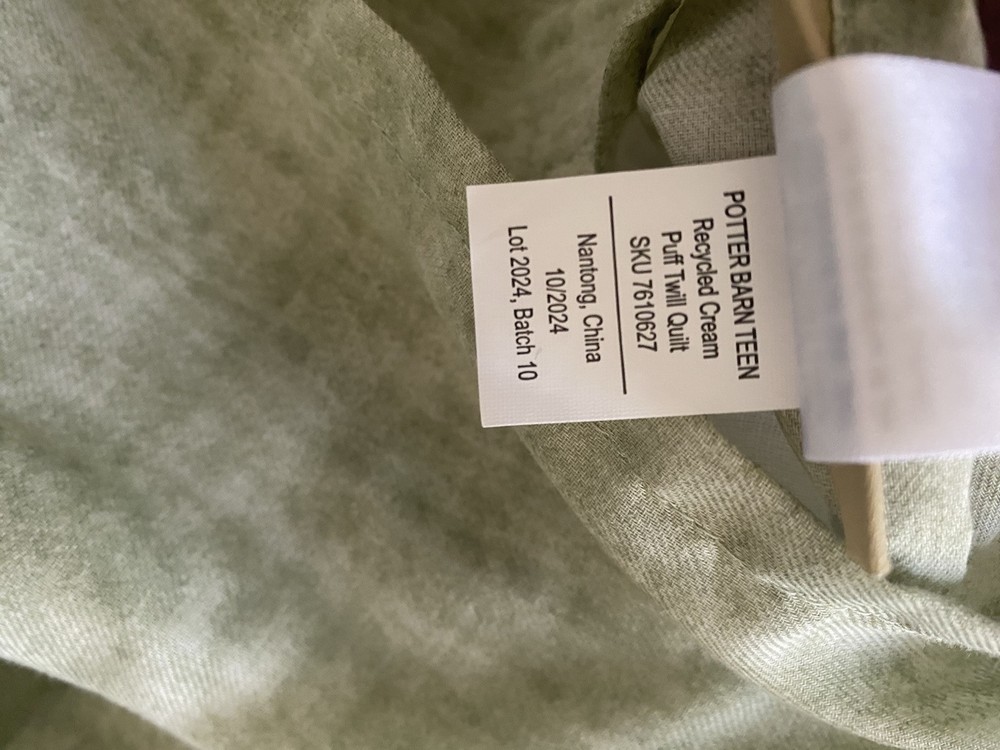 POTTER BARN TEEN
Recycled Cream
Puff Twill Quilt
SKU 7610627
Nantong, China
10/2024
Lot 2024, Batch 10